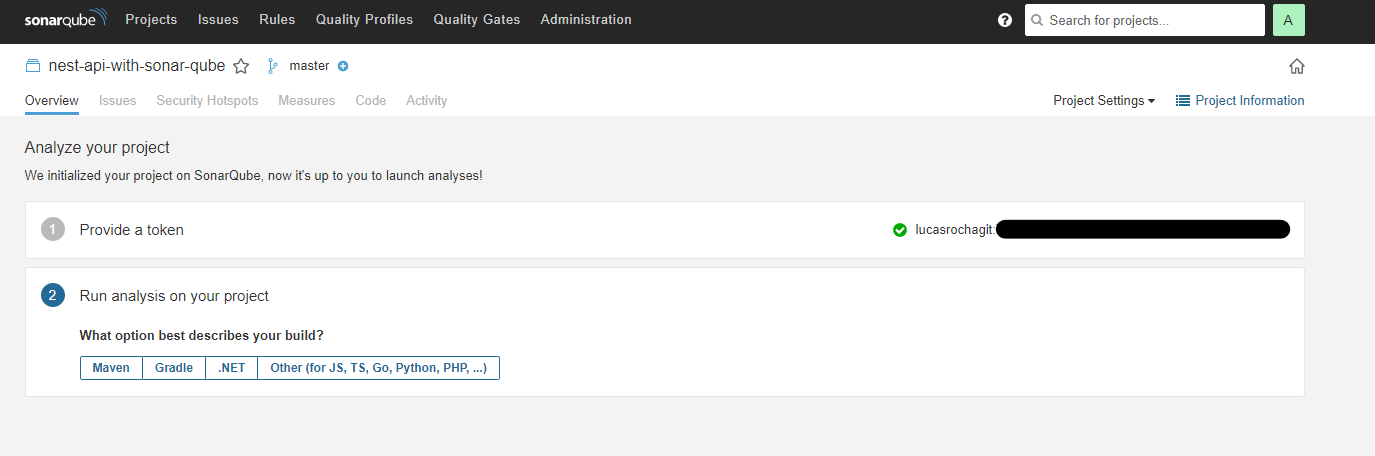 sonarqube Projects Issues Rules Quality Profiles Quality Gates Administration ? Search for projects... A
nest-api-with-sonar-qube master
Overview Issues Security Hotspots Measures Code Activity Project Settings Project Information
Analyze your project
We initialized your project on SonarQube, now it's up to you to launch analyses!
1 Provide a token lucasrochagit:
2 Run analysis on your project
What option best describes your build?
Maven Gradle .NET Other (for JS, TS, Go, Python, PHP, ...)